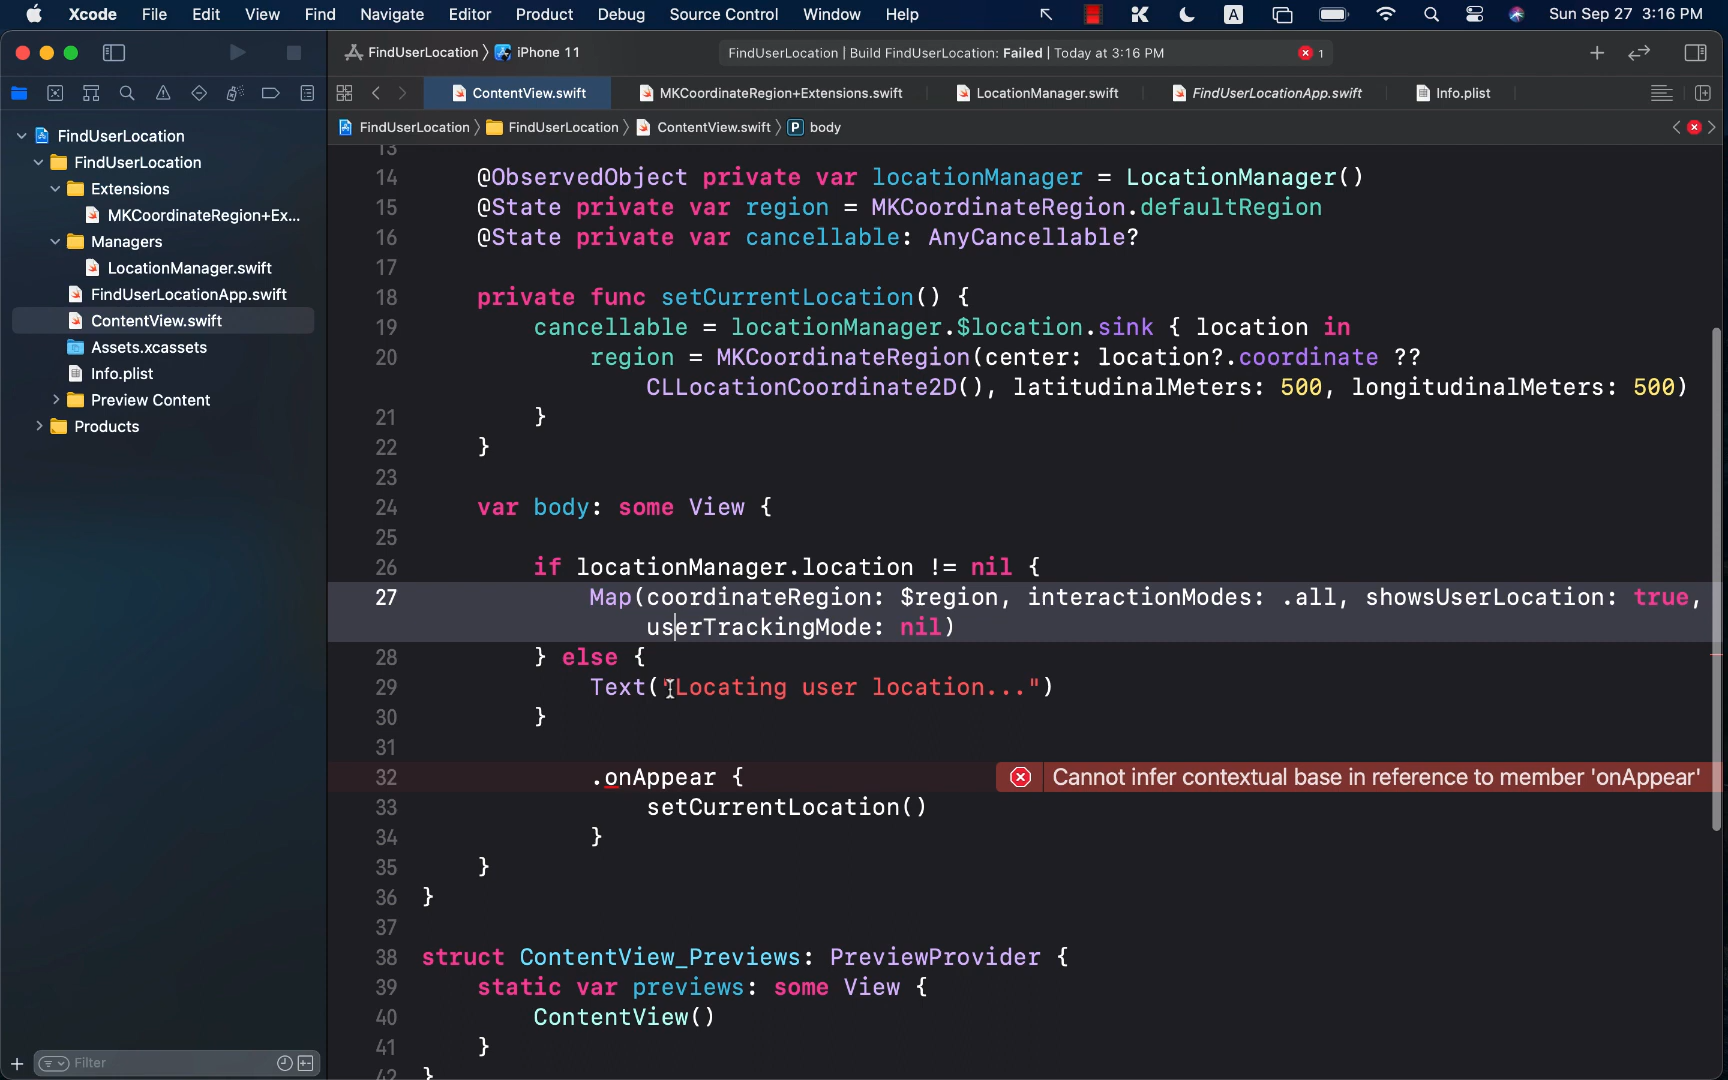 Xcode File Edit View Find Navigate Editor Product Debug Source Control Window Help A Sun Sep 27 3:16 PM
FindUserLocation 〉 iPhone 11
FindUserLocation | Build FindUserLocation: Failed | Today at 3:16 PM 1
ContentView.swift MKCoordinateRegion+Extensions.swift LocationManager.swift FindUserLocationApp.swift Info.plist
FindUserLocation 〉 FindUserLocation 〉 ContentView.swift 〉 P body
FindUserLocation
FindUserLocation
Extensions
MKCoordinateRegion+Ex...
Managers
LocationManager.swift
FindUserLocationApp.swift
ContentView.swift
Assets.xcassets
Info.plist
Preview Content
Products
Filter
13
14 @ObservedObject private var locationManager = LocationManager()
15 @State private var region = MKCoordinateRegion.defaultRegion
16 @State private var cancellable: AnyCancellable?
17
18 private func setCurrentLocation() {
19 cancellable = locationManager.$location.sink { location in
20 region = MKCoordinateRegion(center: location?.coordinate ??
CLLocationCoordinate2D(), latitudinalMeters: 500, longitudinalMeters: 500)
21 }
22 }
23
24 var body: some View {
25
26 if locationManager.location != nil {
27 Map(coordinateRegion: $region, interactionModes: .all, showsUserLocation: true,
userTrackingMode: nil)
28 } else {
29 Text("Locating user location...")
30 }
31
32 .onAppear { Cannot infer contextual base in reference to member 'onAppear'
33 setCurrentLocation()
34 }
35 }
36 }
37
38 struct ContentView_Previews: PreviewProvider {
39 static var previews: some View {
40 ContentView()
41 }
42 }